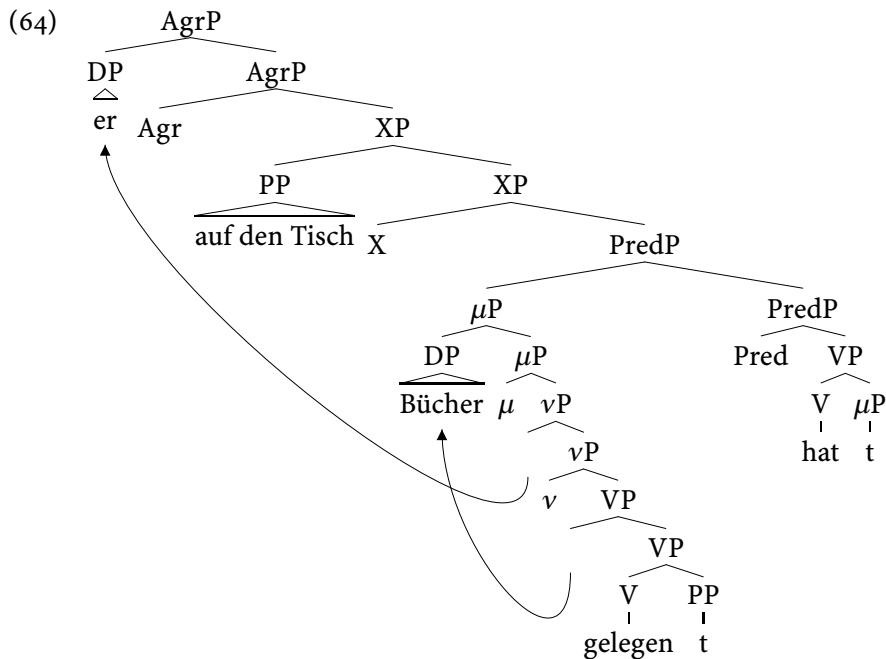 (64) AgrP
DP AgrP
er Agr XP
PP XP
auf den Tisch X PredP
μP PredP
DP μP Pred VP
Bücher μ νP V μP
νP hat t
ν VP
VP
V PP
gelegen t